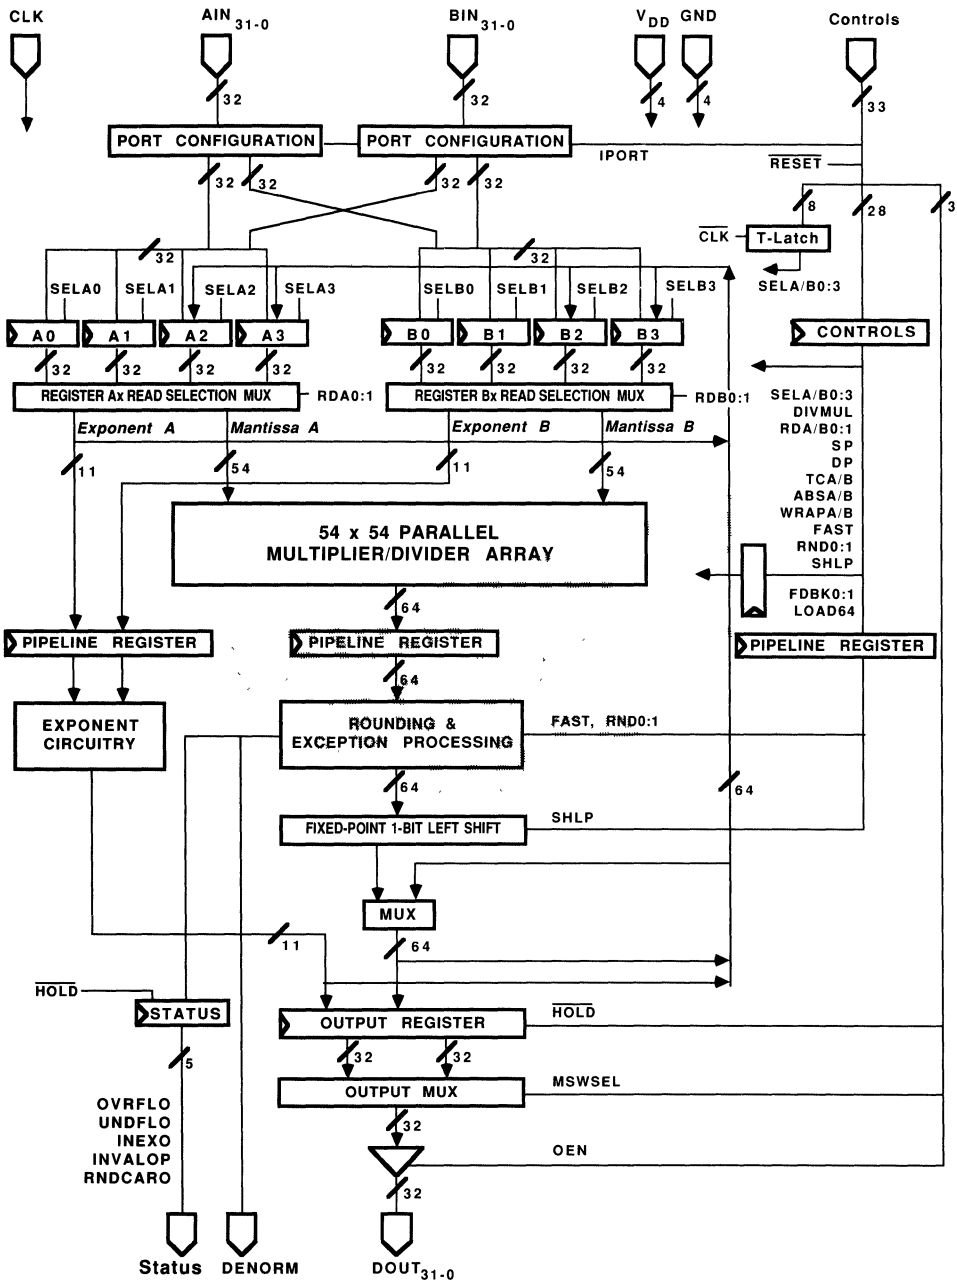 CLK
AIN 31-0
BIN 31-0
VDD GND
Controls
32
32
4
4
33
PORT CONFIGURATION
PORT CONFIGURATION
IPORT
RESET
32
32
32
32
8
28
3
CLK
T-Latch
32
32
SELA/B0:3
SELA0
SELA1
SELA2
SELA3
SELB0
SELB1
SELB2
SELB3
A0
A1
A2
A3
B0
B1
B2
B3
CONTROLS
32
32
32
32
32
32
32
32
REGISTER Ax READ SELECTION MUX
RDA0:1
REGISTER Bx READ SELECTION MUX
RDB0:1
Exponent A
Mantissa A
Exponent B
Mantissa B
11
54
11
54
SELA/B0:3
DIVMUL
RDA/B0:1
SP
DP
TCA/B
ABSA/B
WRAPA/B
FAST
RND0:1
SHLP
54 x 54 PARALLEL
MULTIPLIER/DIVIDER ARRAY
FDBK0:1
LOAD64
64
PIPELINE REGISTER
PIPELINE REGISTER
PIPELINE REGISTER
64
EXPONENT
CIRCUITRY
ROUNDING &
EXCEPTION PROCESSING
FAST, RND0:1
64
64
FIXED-POINT 1-BIT LEFT SHIFT
SHLP
MUX
11
64
HOLD
STATUS
OUTPUT REGISTER
HOLD
5
32
32
OUTPUT MUX
MSWSEL
OVRFLO
UNDFLO
INEXO
INVALOP
RNDCARO
32
OEN
32
Status
DENORM
DOUT 31-0